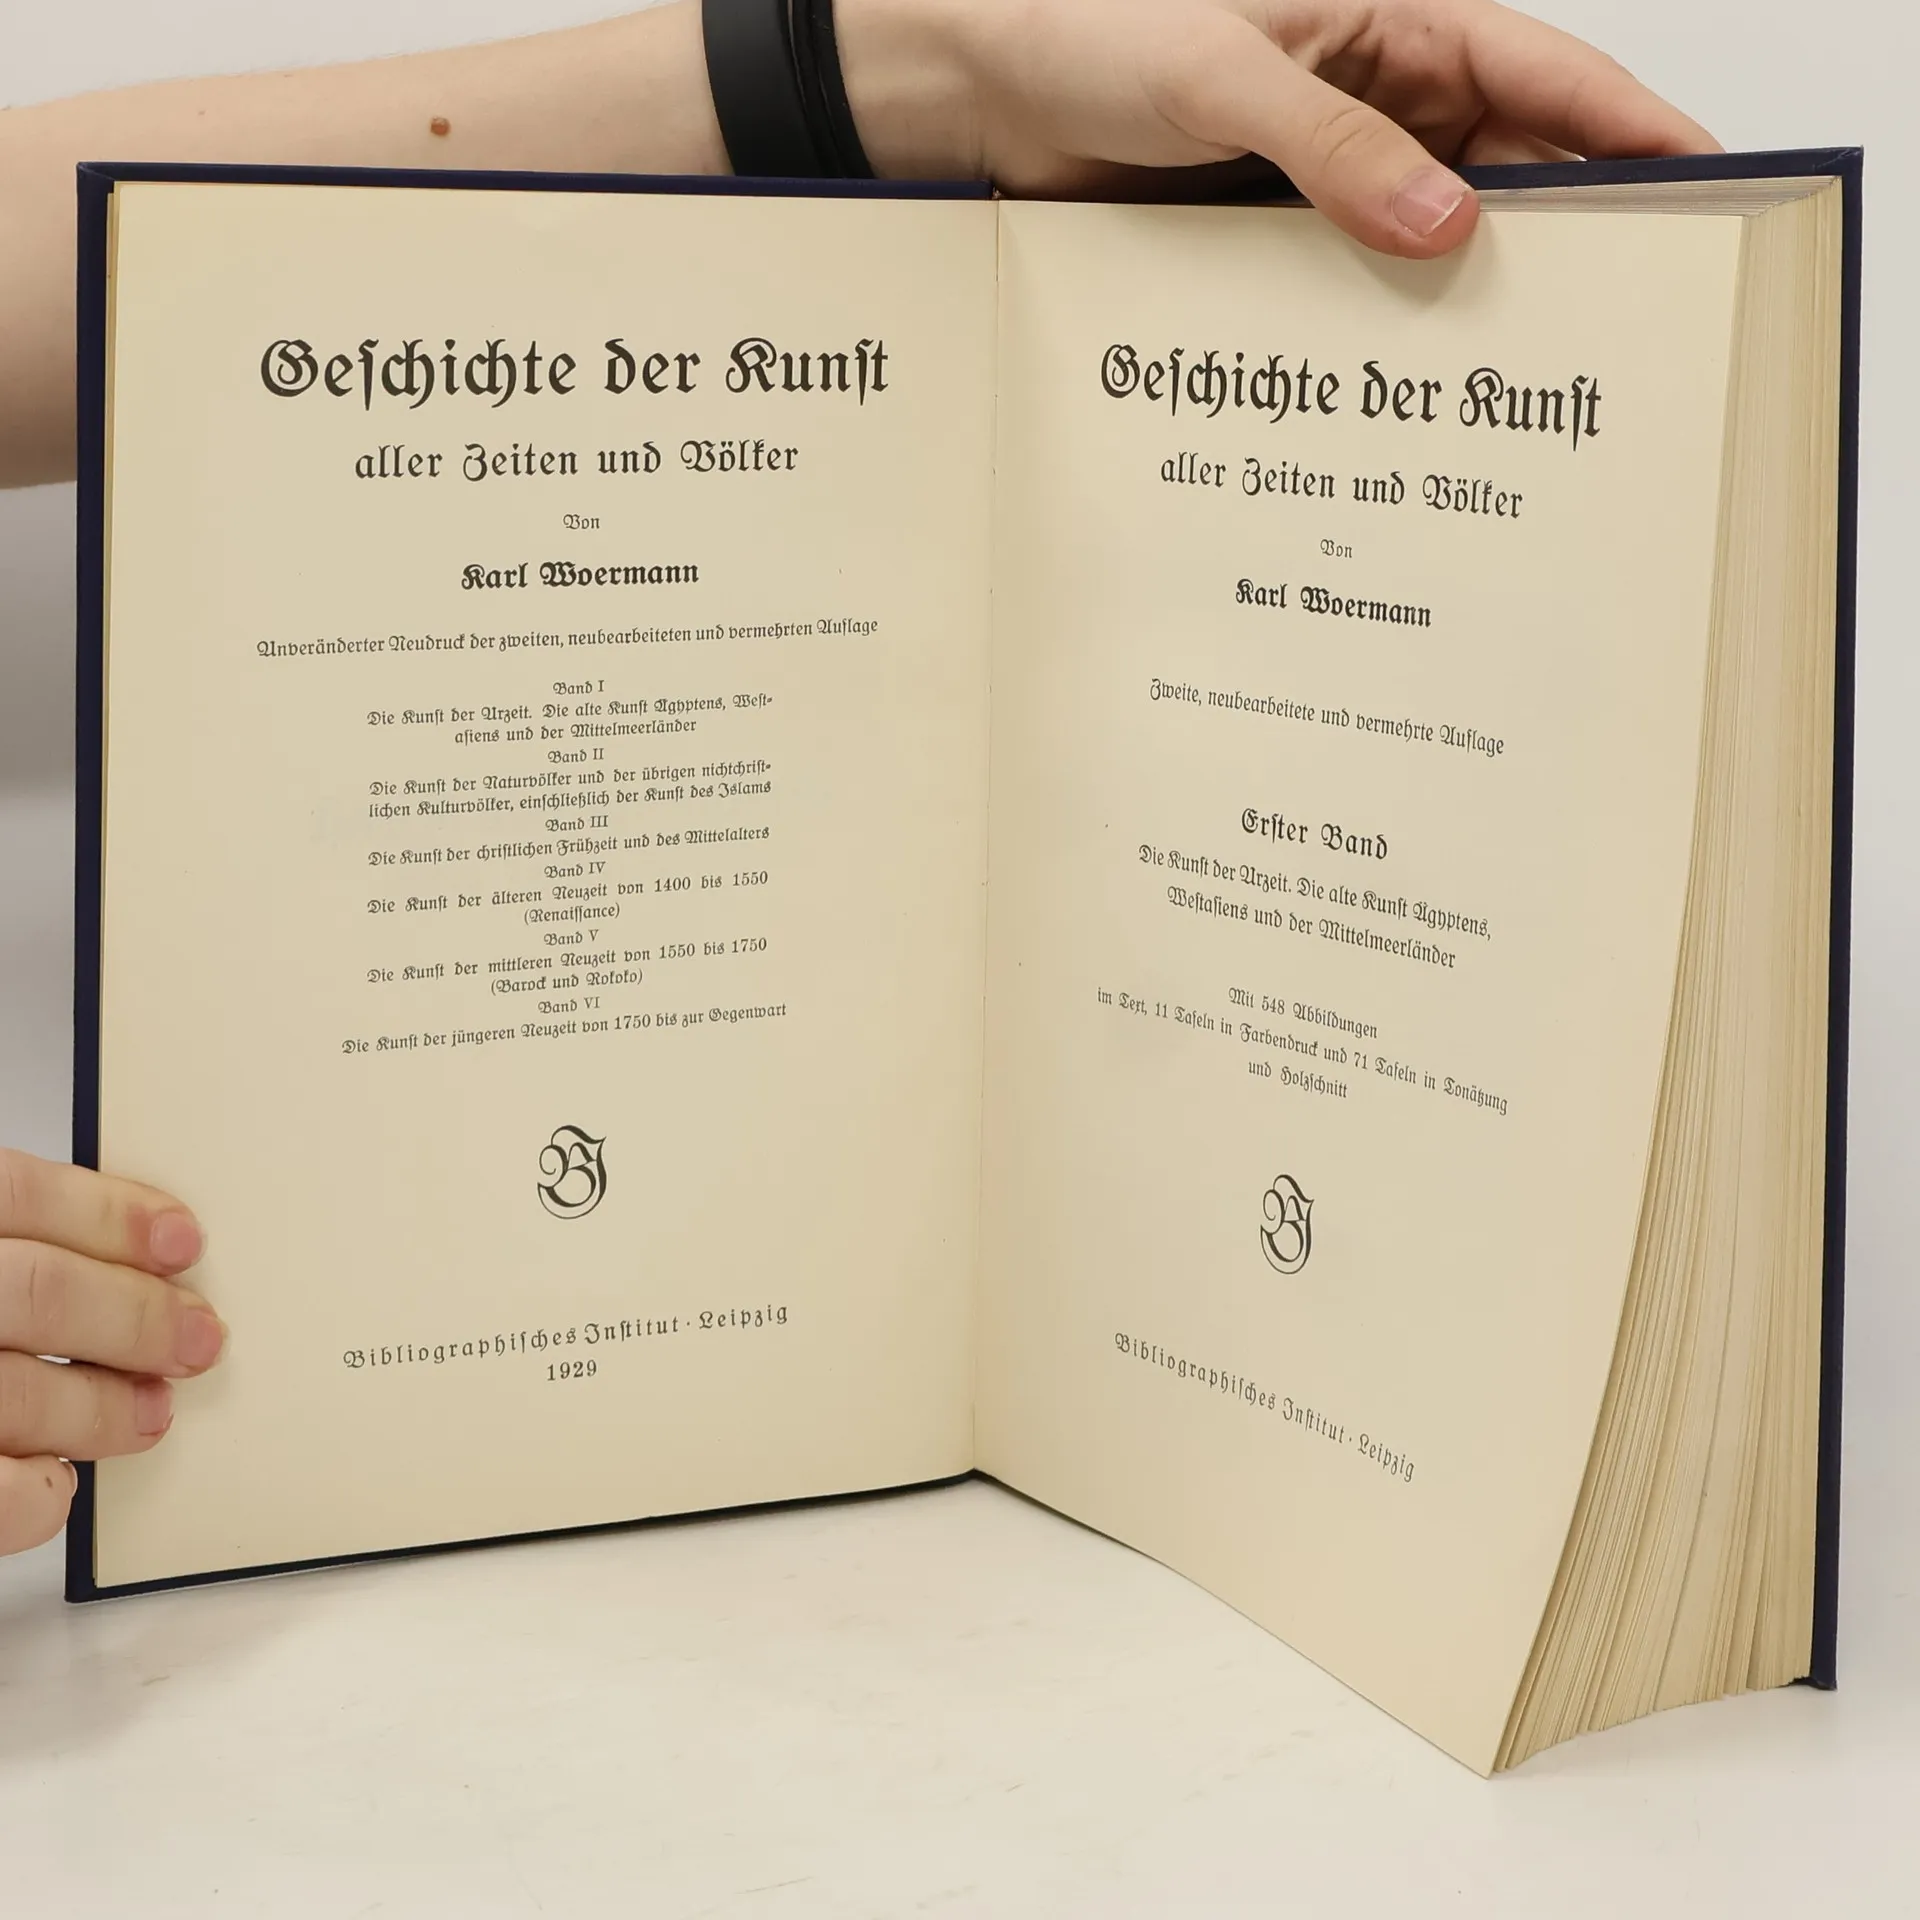 Geſchichte der Kunſt
aller Zeiten und Völker
Von
Karl Woermann
Unveränderter Neudruck der zweiten, neubearbeiteten und vermehrten Auflage
Band I
Die Kunſt der Urzeit. Die alte Kunſt Ägyptens, Weſt-
aſiens und der Mittelmeerländer
Band II
Die Kunſt der Naturvölker und der übrigen nichtchriſt-
lichen Kulturvölker, einſchließlich der Kunſt des Islams
Band III
Die Kunſt der chriſtlichen Frühzeit und des Mittelalters
Band IV
Die Kunſt der älteren Neuzeit von 1400 bis 1550
(Renaiſſance)
Band V
Die Kunſt der mittleren Neuzeit von 1550 bis 1750
(Barock und Rokoko)
Band VI
Die Kunſt der jüngeren Neuzeit von 1750 bis zur Gegenwart
BI
Bibliographiſches Inſtitut · Leipzig
1929
Geſchichte der Kunſt
aller Zeiten und Völker
Von
Karl Woermann
Zweite, neubearbeitete und vermehrte Auflage
Erſter Band
Die Kunſt der Urzeit. Die alte Kunſt Ägyptens,
Weſtaſiens und der Mittelmeerländer
Mit 548 Abbildungen
im Text, 11 Tafeln in Farbendruck und 71 Tafeln in Tonätzung
und Holzſchnitt
BI
Bibliographiſches Inſtitut · Leipzig